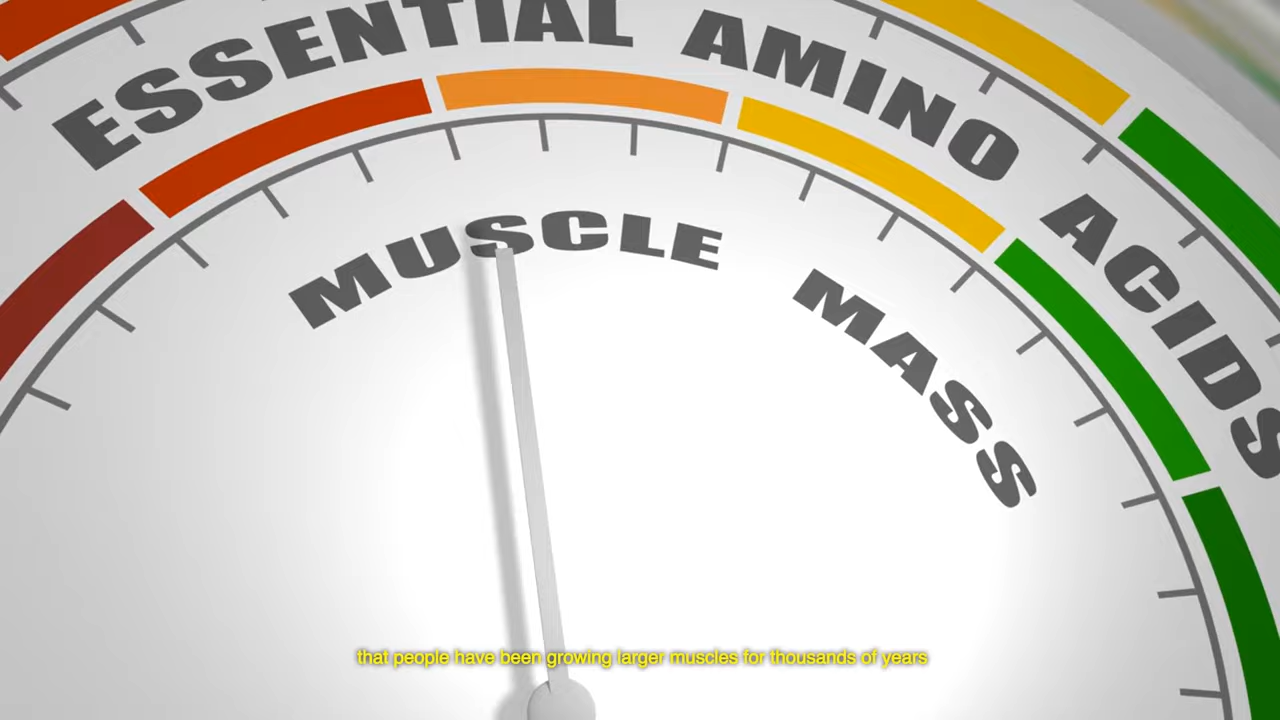 ESSENTIAL AMINO ACIDS
MUSCLE MASS
that people have been growing larger muscles for thousands of years